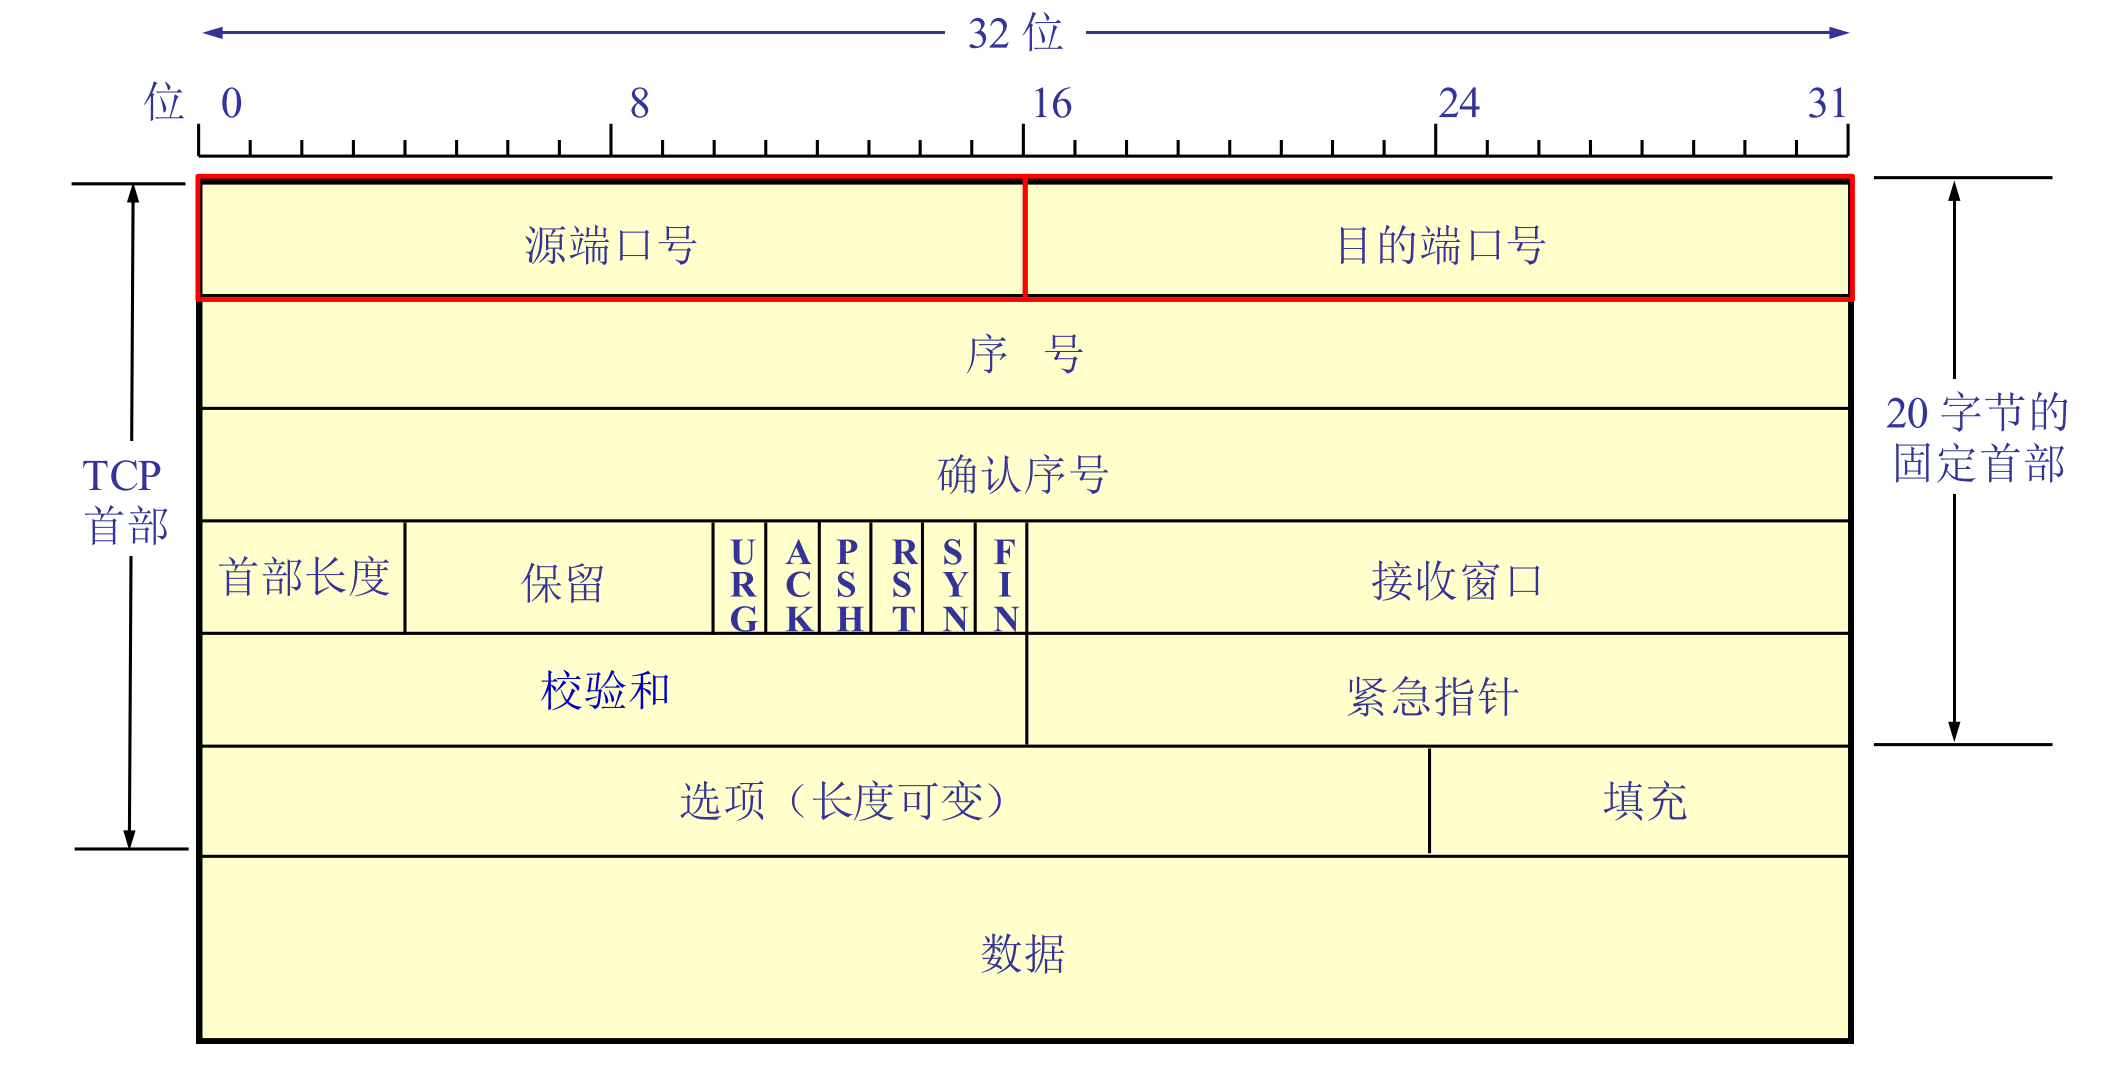 32 位
位 0 8 16 24 31
源端口号 目的端口号
序 号
确认序号
20 字节的
固定首部
TCP
首部
首部长度 保留 URG ACK PSH RST SYN FIN 接收窗口
校验和 紧急指针
选项（长度可变） 填充
数据